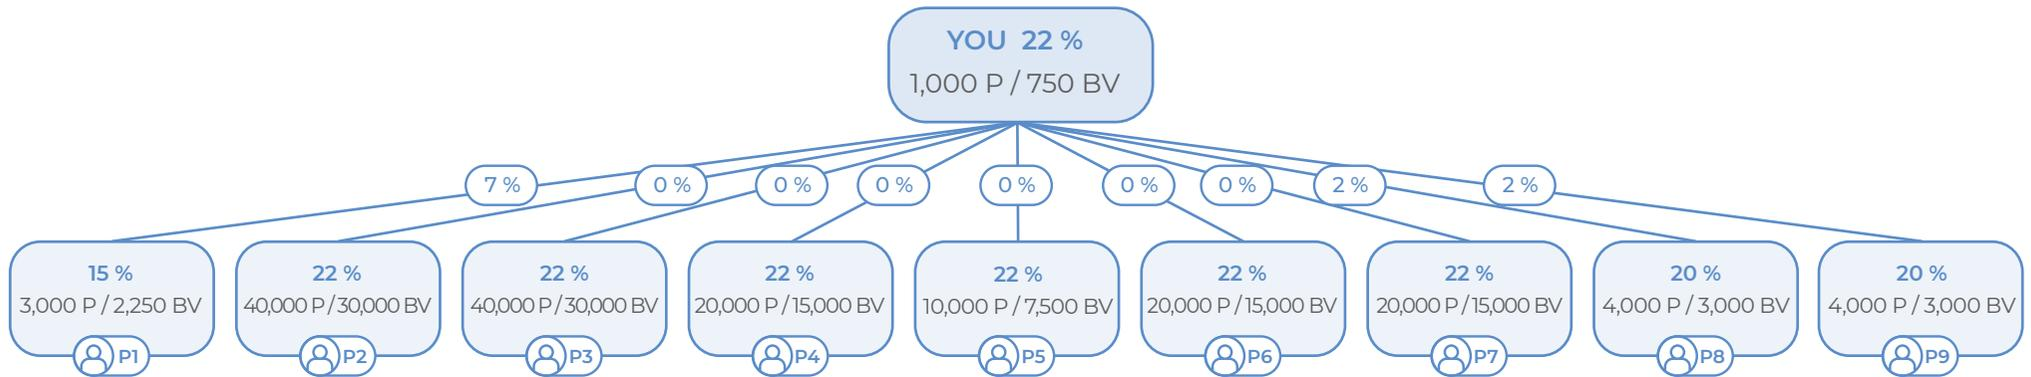 YOU 22 %
1,000 P / 750 BV
7 %
0 %
0 %
0 %
0 %
0 %
0 %
2 %
2 %
15 %
3,000 P / 2,250 BV
P1
22 %
40,000 P / 30,000 BV
P2
22 %
40,000 P / 30,000 BV
P3
22 %
20,000 P / 15,000 BV
P4
22 %
10,000 P / 7,500 BV
P5
22 %
20,000 P / 15,000 BV
P6
22 %
20,000 P / 15,000 BV
P7
20 %
4,000 P / 3,000 BV
P8
20 %
4,000 P / 3,000 BV
P9